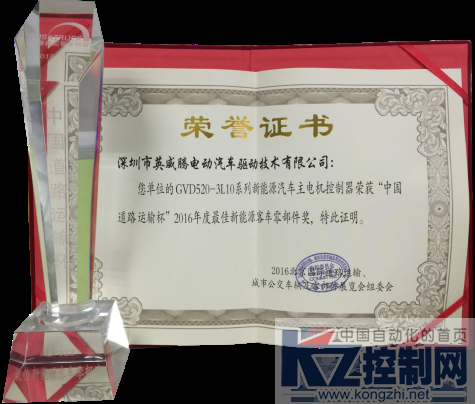 荣誉证书
深圳市英威腾电动汽车驱动技术有限公司：
您单位的GVD520-3L10系列新能源汽车主电机控制器荣获“中国
道路运输杯”2016年度最佳新能源客车零部件奖，特此证明。
2016北京国际道路运输、
城市公交车辆及零部件展览会组委会
中国自动化的首页
KZ控制网
www.kongzhi.net